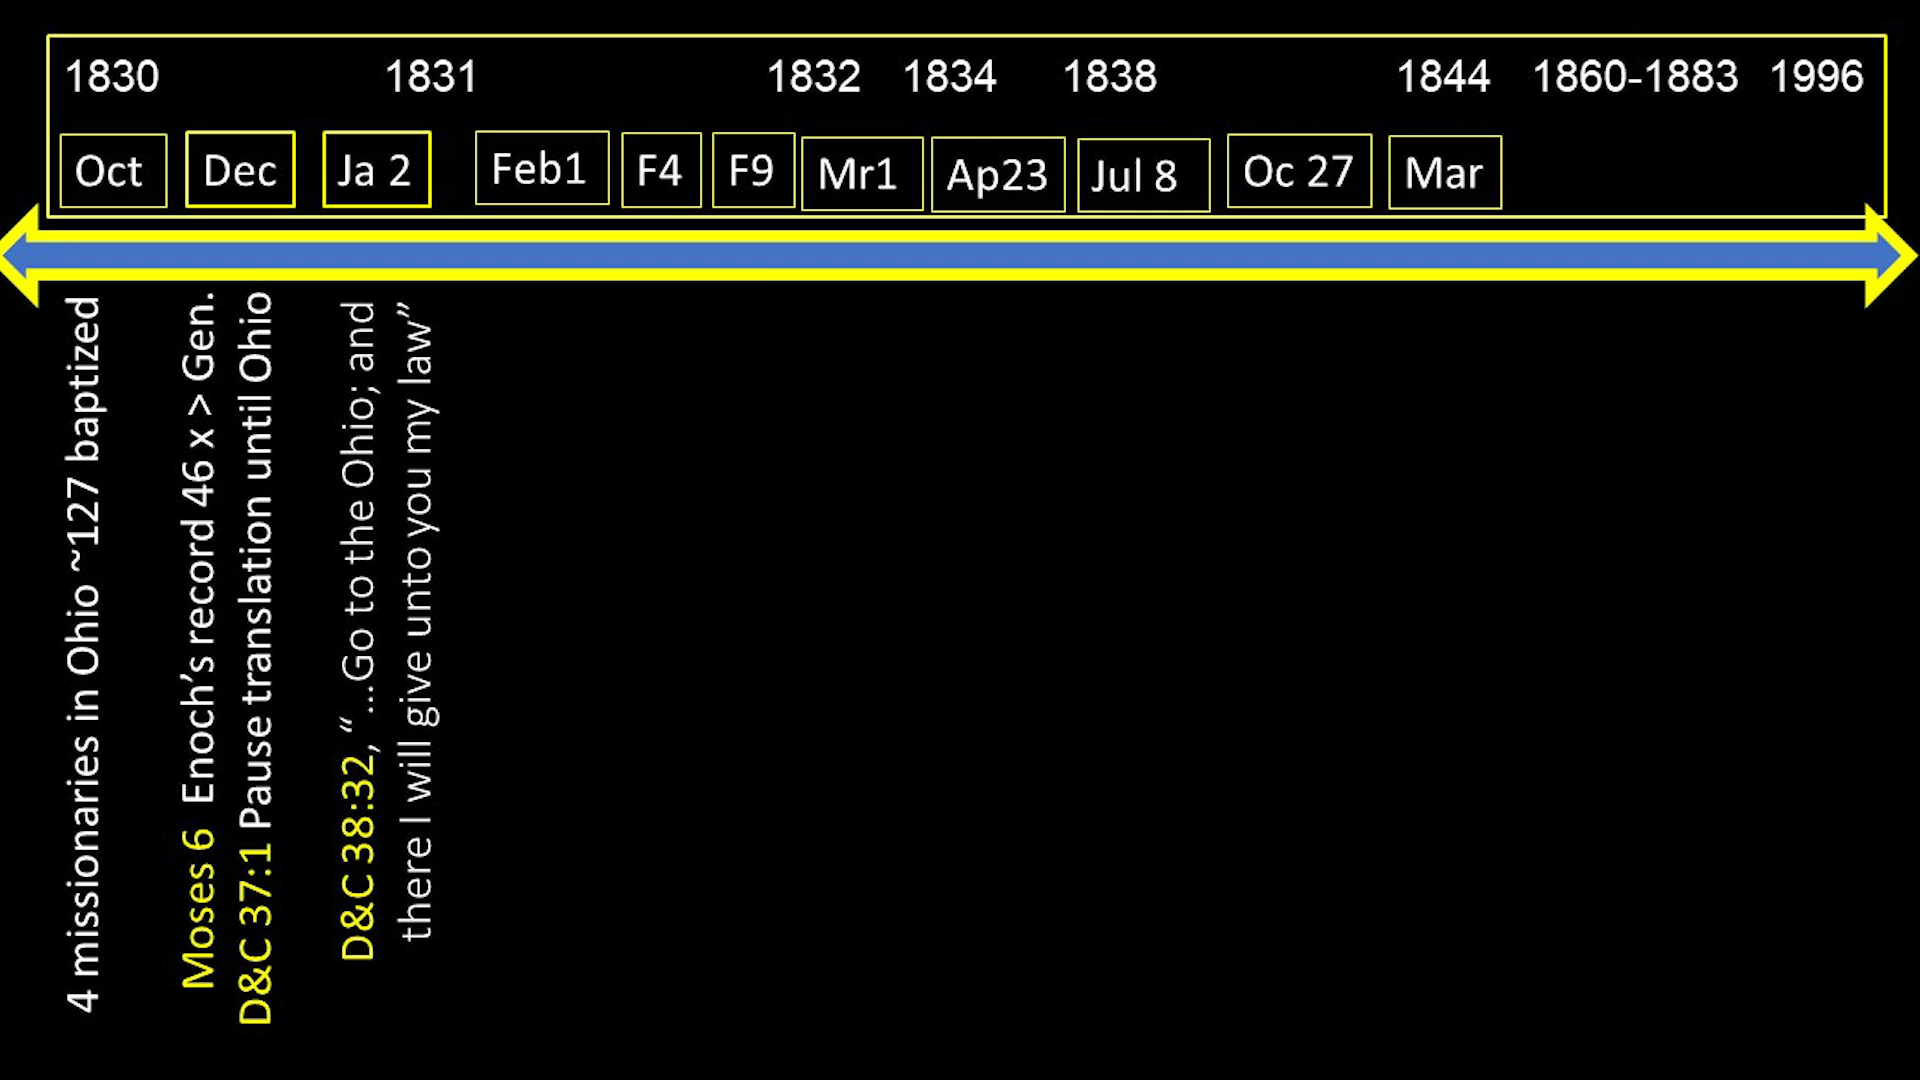 1830 1831 1832 1834 1838 1844 1860-1883 1996
Oct Dec Ja 2 Feb1 F4 F9 Mr1 Ap23 Jul 8 Oc 27 Mar
4 missionaries in Ohio ~127 baptized
Moses 6 Enoch’s record 46 x > Gen.
D&C 37:1 Pause translation until Ohio
D&C 38:32, “…Go to the Ohio; and
there I will give unto you my law”